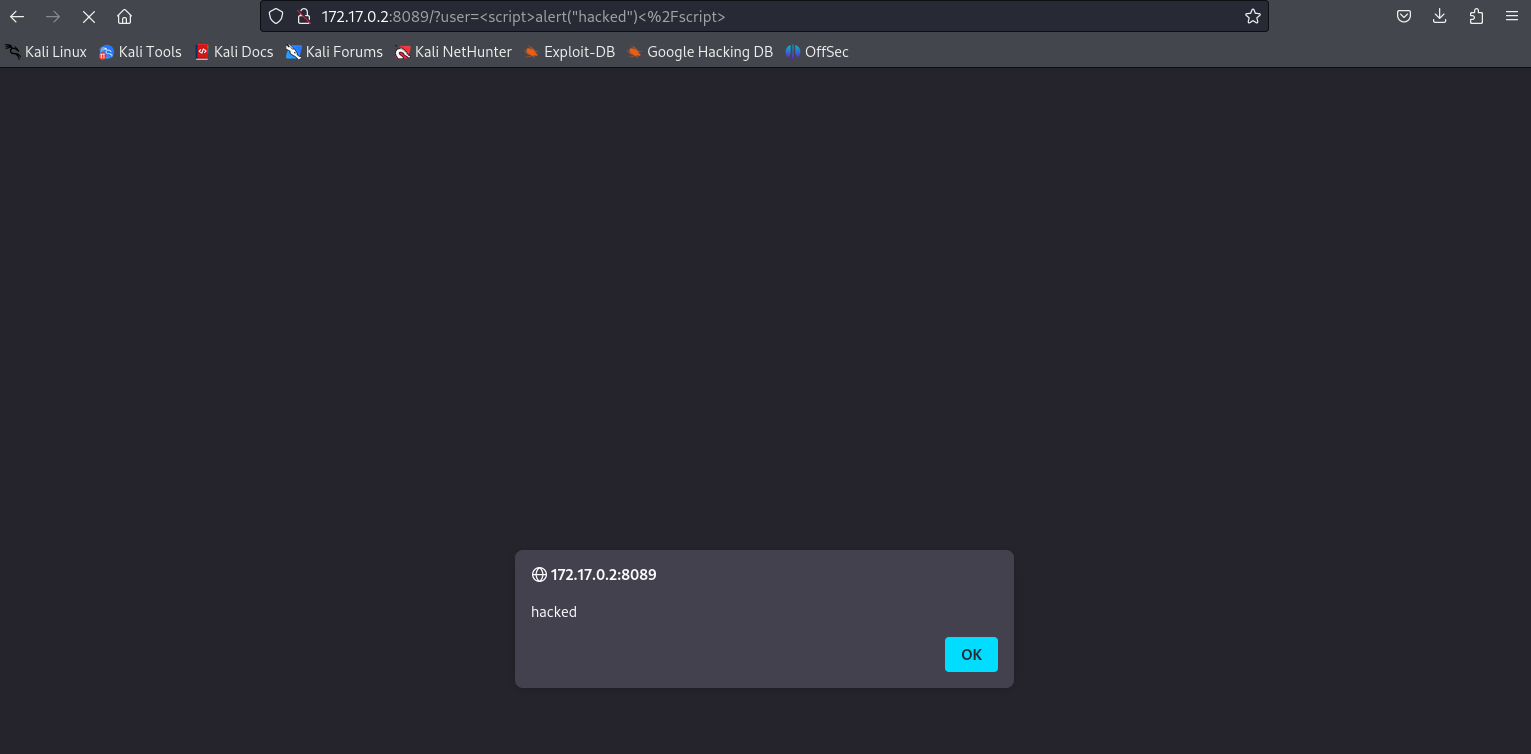 172.17.0.2:8089/?user=<script>alert("hacked")<%2Fscript>
Kali Linux Kali Tools Kali Docs Kali Forums Kali NetHunter Exploit-DB Google Hacking DB OffSec
172.17.0.2:8089
hacked
OK